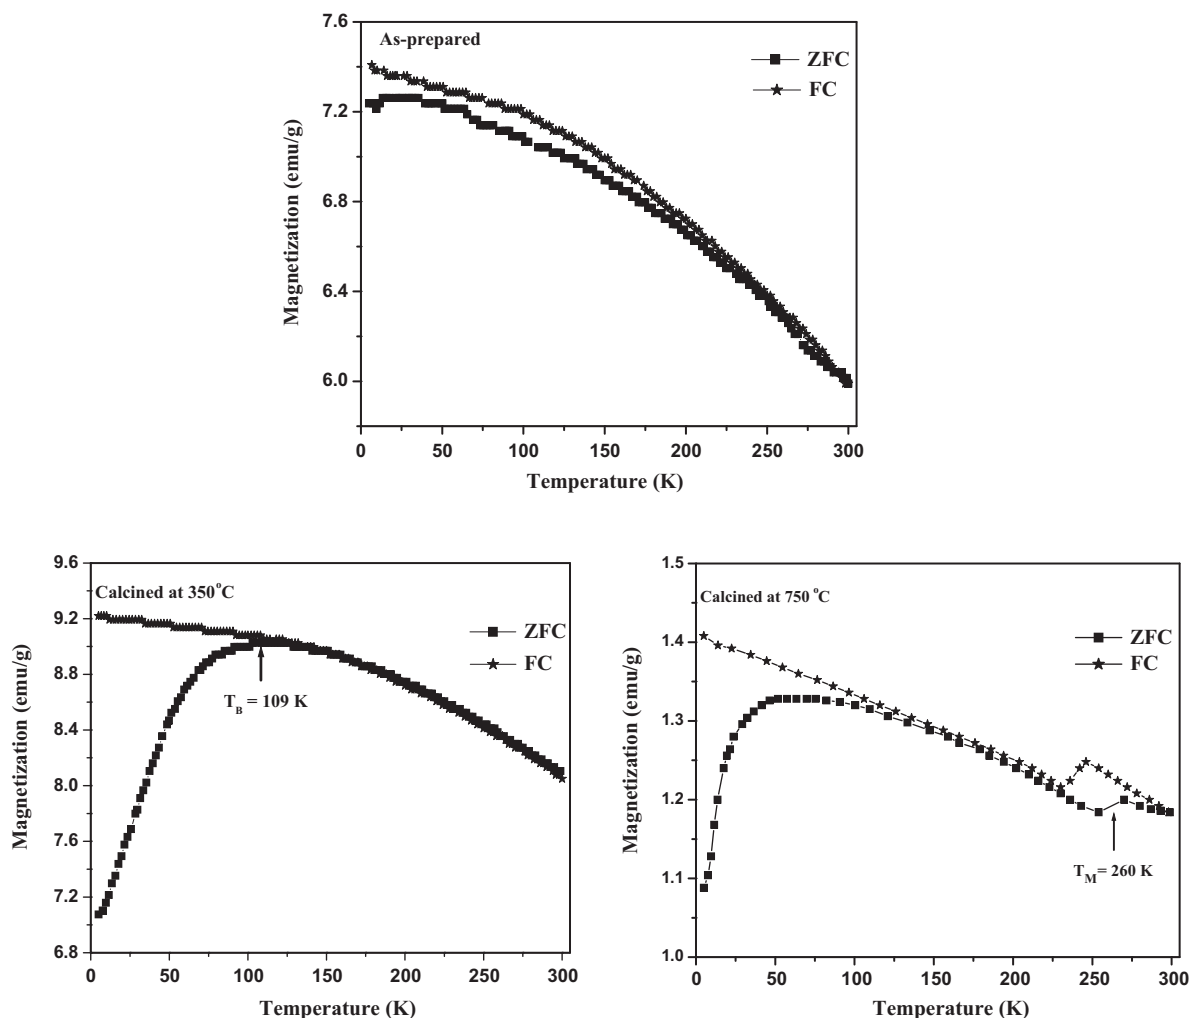 7.6
As-prepared
ZFC
FC
7.2
6.8
6.4
6.0
Magnetization (emu/g)
0 50 100 150 200 250 300
Temperature (K)
9.6
Calcined at 350°C
9.2
ZFC
FC
8.8
T_B = 109 K
8.4
8.0
7.6
7.2
6.8
Magnetization (emu/g)
0 50 100 150 200 250 300
Temperature (K)
1.5
Calcined at 750 °C
ZFC
FC
1.4
1.3
1.2
T_M = 260 K
1.1
1.0
Magnetization (emu/g)
0 50 100 150 200 250 300
Temperature (K)